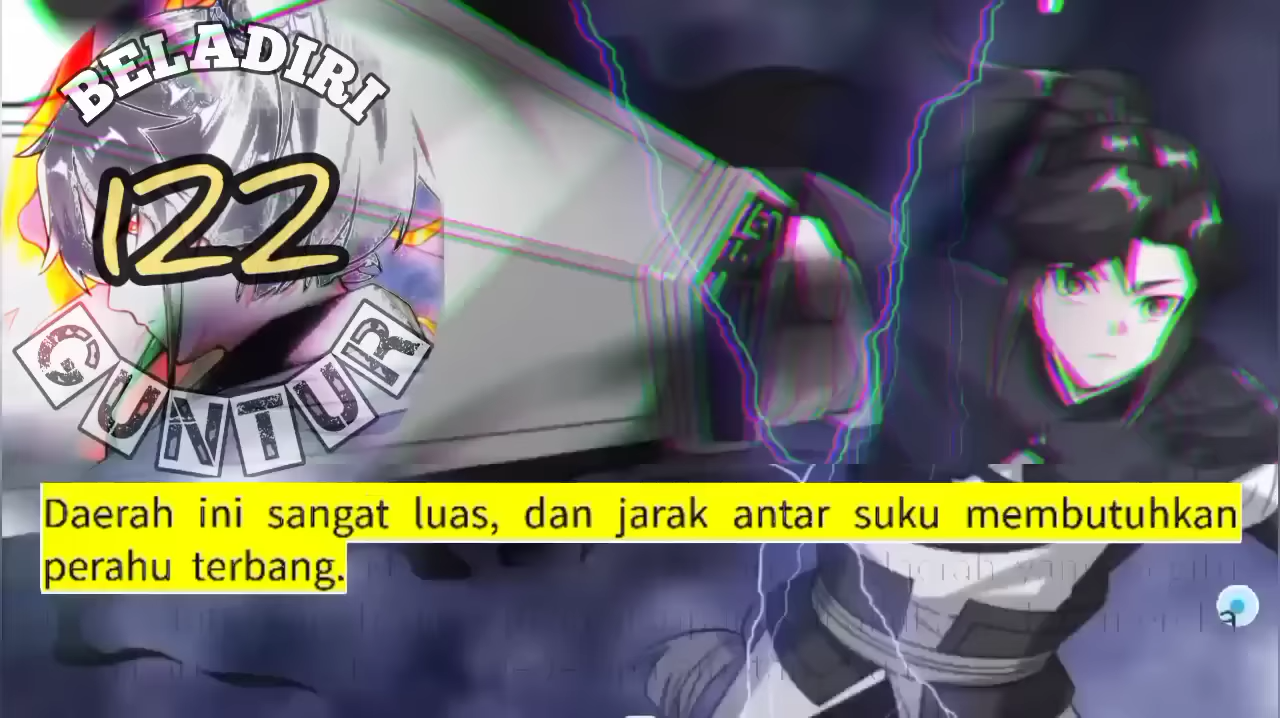 BELADIRI
122
GUNTUR
Daerah ini sangat luas, dan jarak antar suku membutuhkan
perahu terbang.